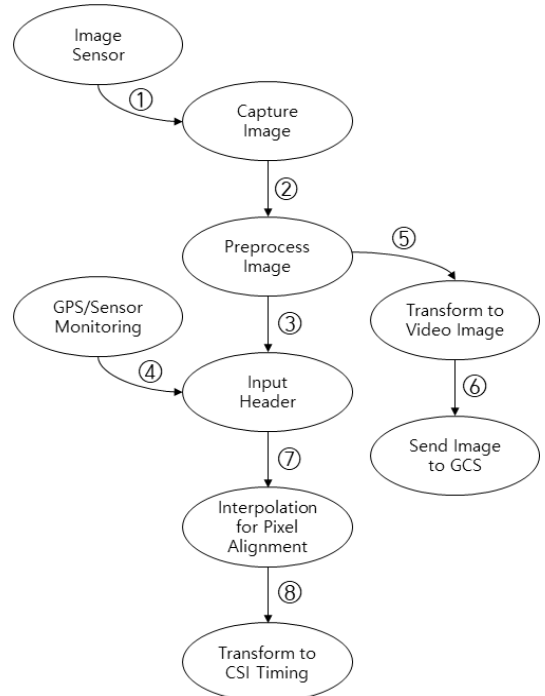 Image
Sensor
①
Capture
Image
②
Preprocess
Image
⑤
GPS/Sensor
Monitoring
③
Transform to
Video Image
④
Input
Header
⑥
Send Image
to GCS
⑦
Interpolation
for Pixel
Alignment
⑧
Transform to
CSI Timing